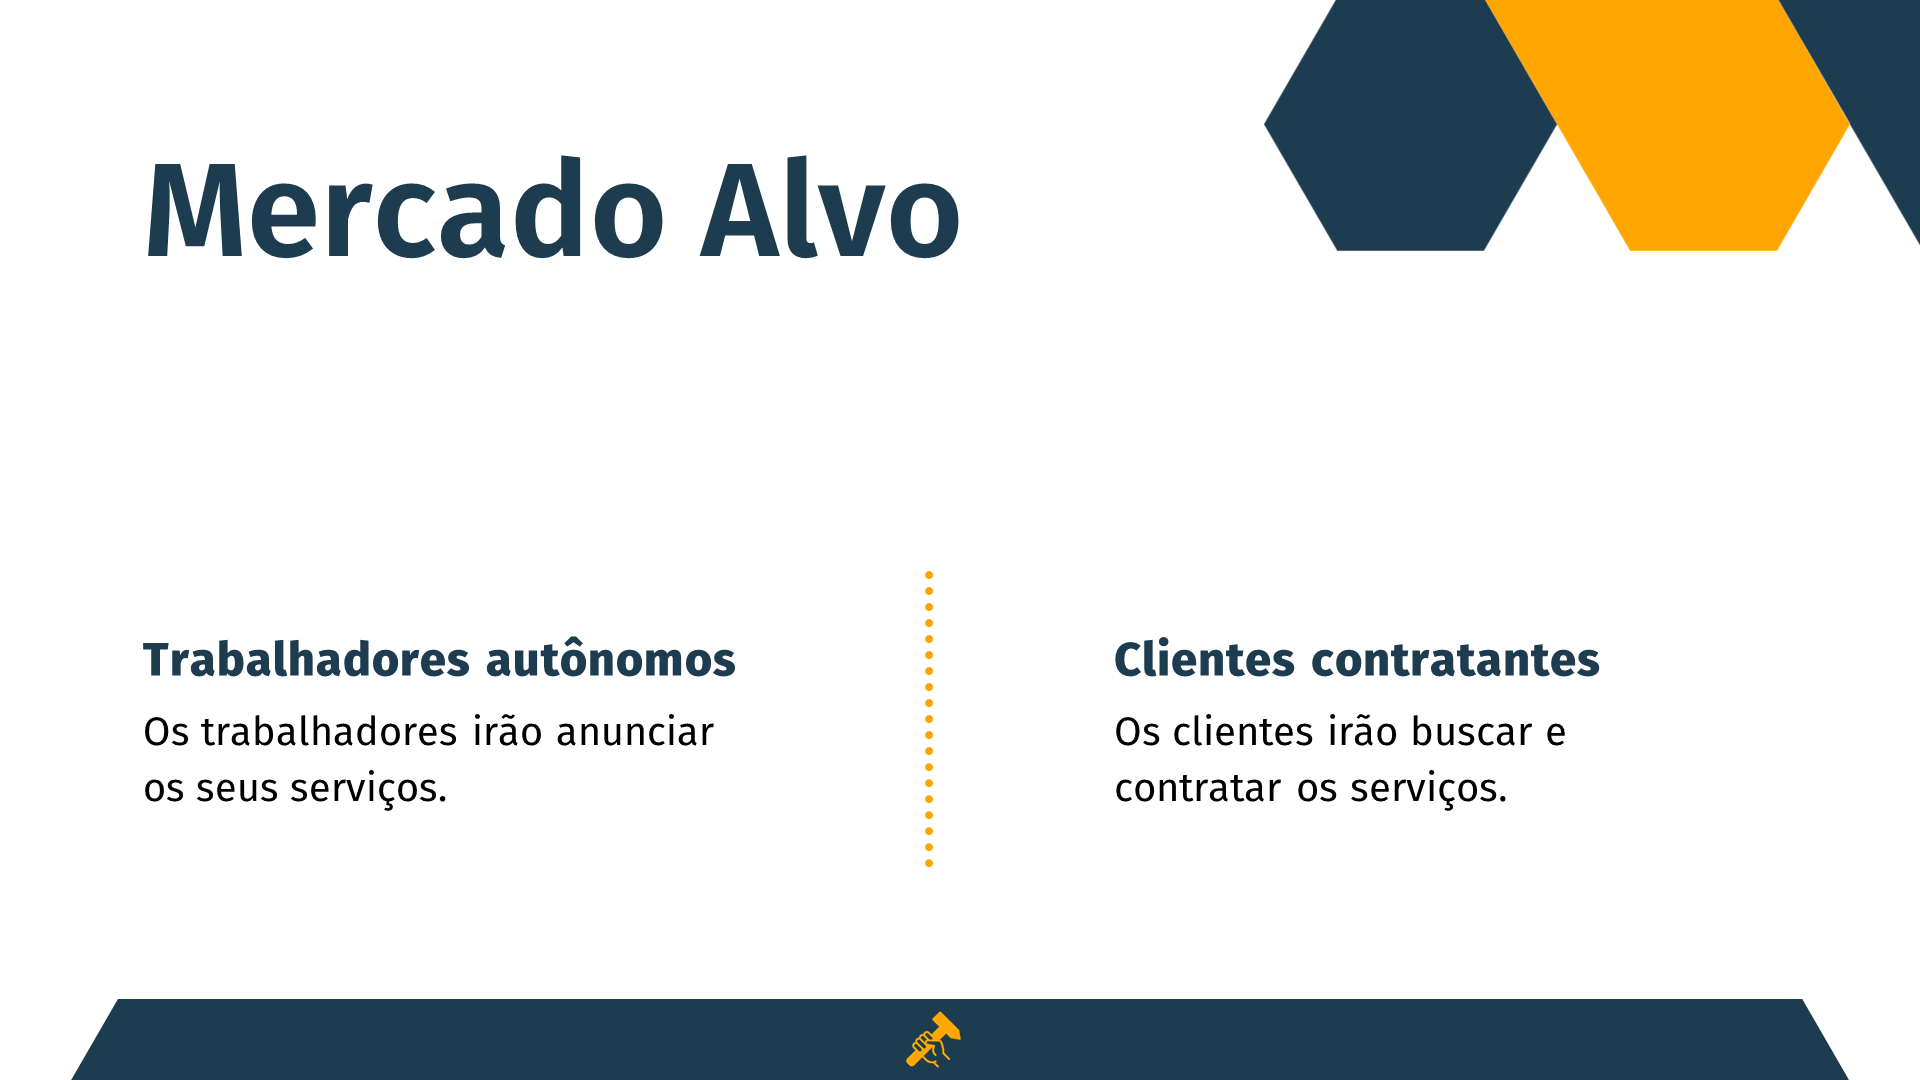 Mercado Alvo
Trabalhadores autônomos
Os trabalhadores irão anunciar
os seus serviços.
Clientes contratantes
Os clientes irão buscar e
contratar os serviços.